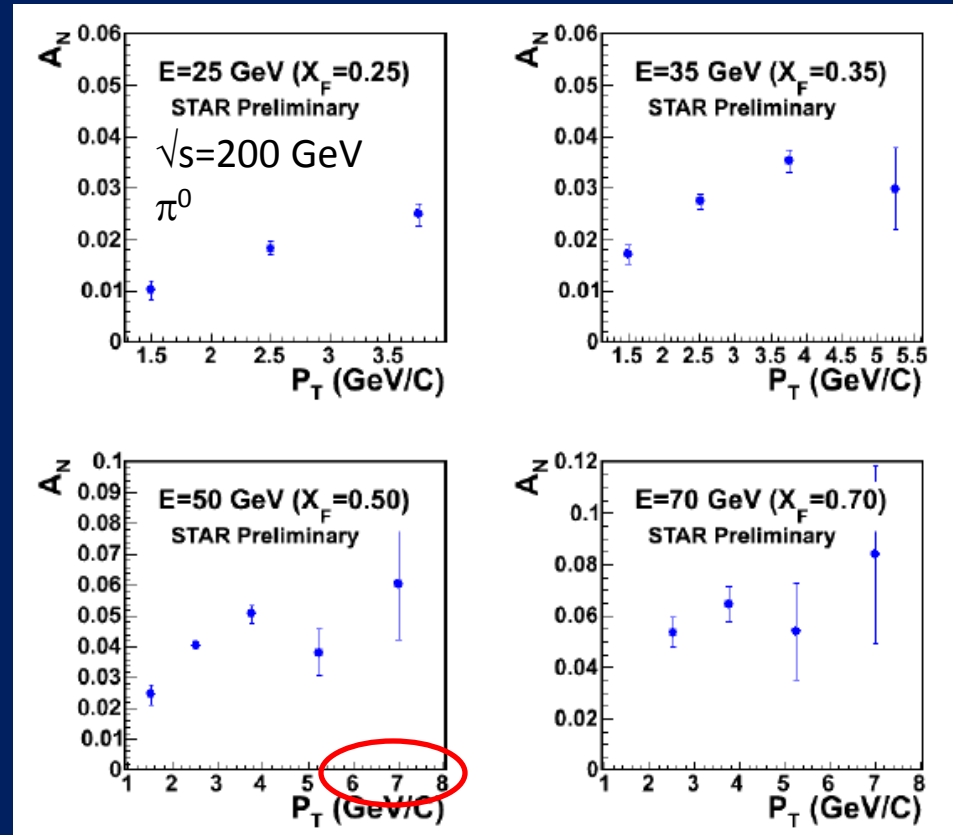 A_N
0.06
0.05
0.04
0.03
0.02
0.01
0
E=25 GeV (X_F=0.25)
STAR Preliminary
√s=200 GeV
π⁰
1.5 2 2.5 3 3.5
P_T (GeV/C)
A_N
0.06
0.05
0.04
0.03
0.02
0.01
0
E=35 GeV (X_F=0.35)
STAR Preliminary
1.5 2 2.5 3 3.5 4 4.5 5 5.5
P_T (GeV/C)
A_N
0.1
0.09
0.08
0.07
0.06
0.05
0.04
0.03
0.02
0.01
0
E=50 GeV (X_F=0.50)
STAR Preliminary
1 2 3 4 5 6 7 8
P_T (GeV/C)
A_N
0.12
0.1
0.08
0.06
0.04
0.02
0
E=70 GeV (X_F=0.70)
STAR Preliminary
1 2 3 4 5 6 7 8
P_T (GeV/C)